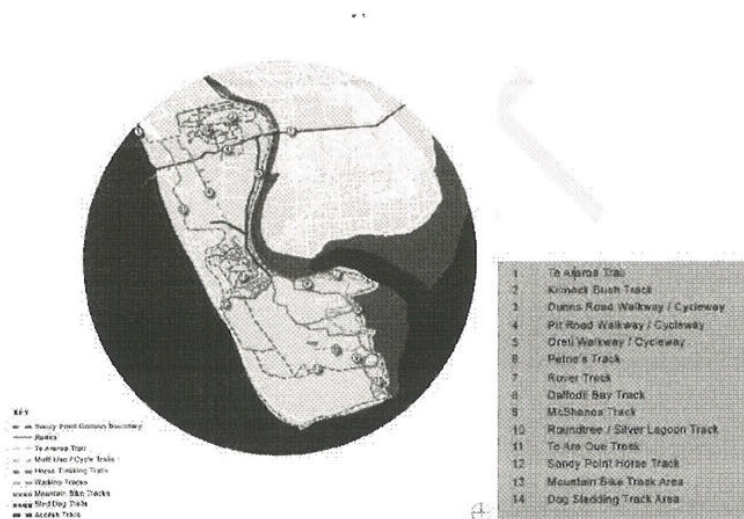 1 Te Araroa Trail
2 Kilmock Bush Track
3 Dunns Road Walkway / Cycleway
4 Pit Road Walkway / Cycleway
5 Oreti Walkway / Cycleway
6 Petrie's Track
7 Rover Track
8 Daffodil Bay Track
9 McShanes Track
10 Roundtree / Silver Lagoon Track
11 Te Ara Oue Track
12 Sandy Point Horse Track
13 Mountain Bike Track Area
14 Dog Sledding Track Area
KEY
Sandy Point Domain Boundary
Roads
Te Araroa Trail
Multi Use / Cycle Trails
Horse Trekking Trails
Walking Tracks
Mountain Bike Tracks
Sled Dog Trails
Access Track